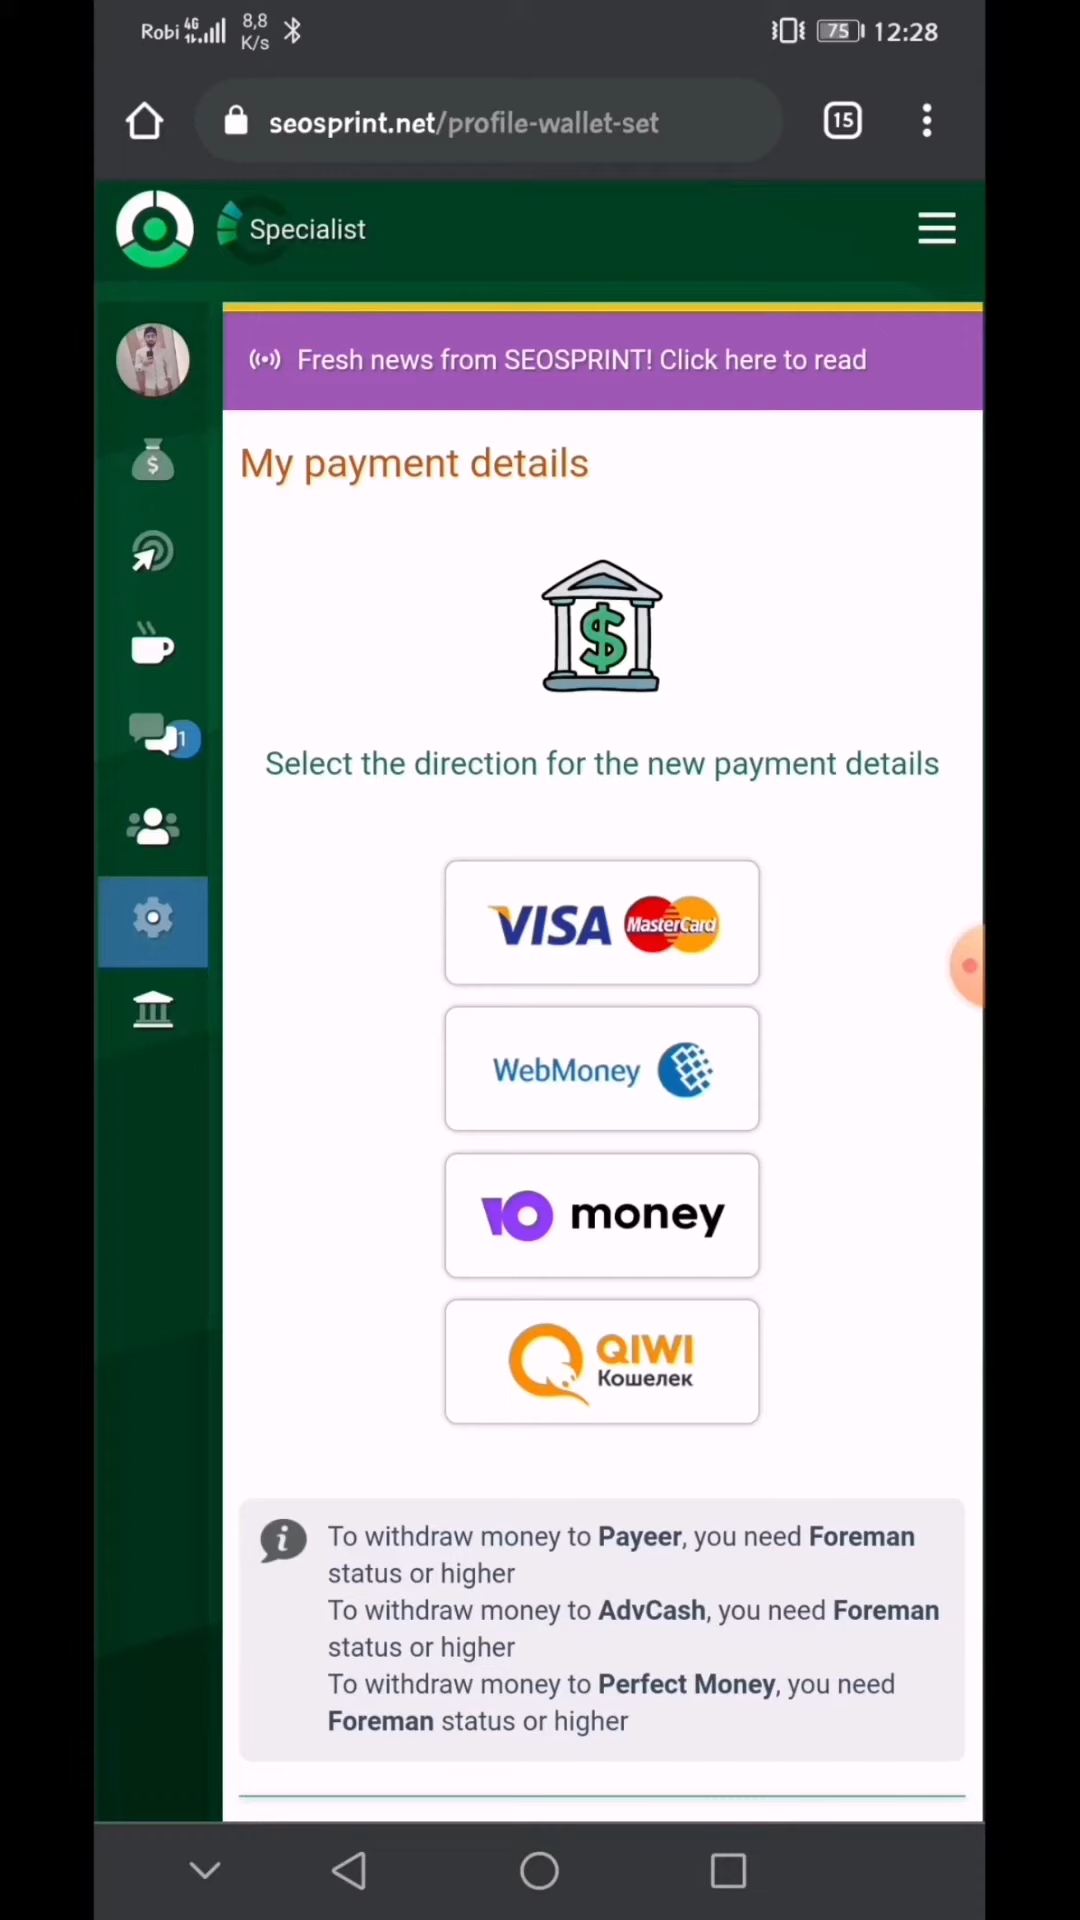 Robi 4G 8,8 K/s 75 12:28
seosprint.net/profile-wallet-set 15
Specialist
Fresh news from SEOSPRINT! Click here to read
My payment details
$
$
1
Select the direction for the new payment details
VISA MasterCard
WebMoney
Ю money
QIWI
Кошелек
To withdraw money to Payeer, you need Foreman
status or higher
To withdraw money to AdvCash, you need Foreman
status or higher
To withdraw money to Perfect Money, you need
Foreman status or higher